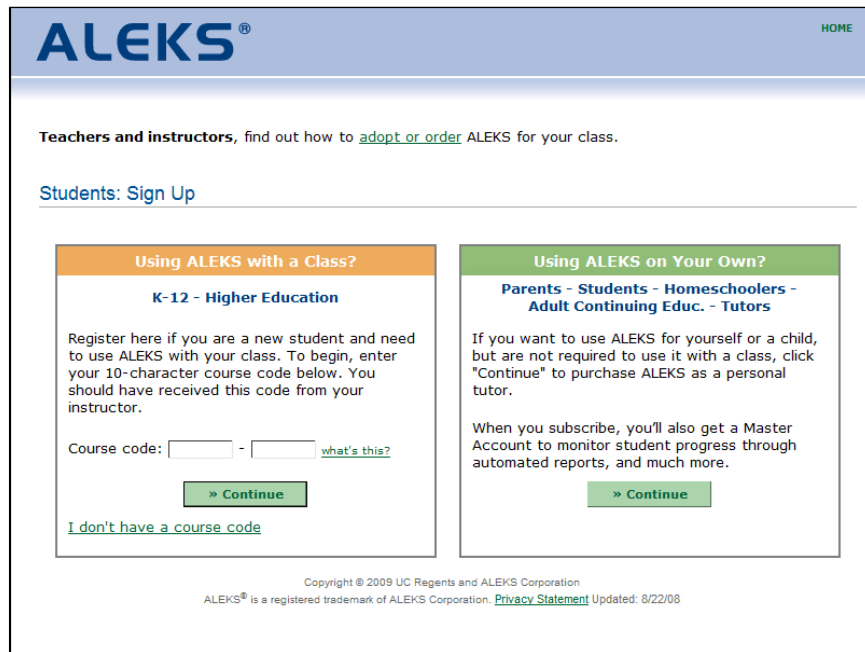 ALEKS®
HOME
Teachers and instructors, find out how to adopt or order ALEKS for your class.
Students: Sign Up
Using ALEKS with a Class?
K-12 - Higher Education
Register here if you are a new student and need
to use ALEKS with your class. To begin, enter
your 10-character course code below. You
should have received this code from your
instructor.
Course code: - what's this?
» Continue
I don't have a course code
Using ALEKS on Your Own?
Parents - Students - Homeschoolers -
Adult Continuing Educ. - Tutors
If you want to use ALEKS for yourself or a child,
but are not required to use it with a class, click
"Continue" to purchase ALEKS as a personal
tutor.
When you subscribe, you'll also get a Master
Account to monitor student progress through
automated reports, and much more.
» Continue
Copyright © 2009 UC Regents and ALEKS Corporation
ALEKS® is a registered trademark of ALEKS Corporation. Privacy Statement Updated: 8/22/08